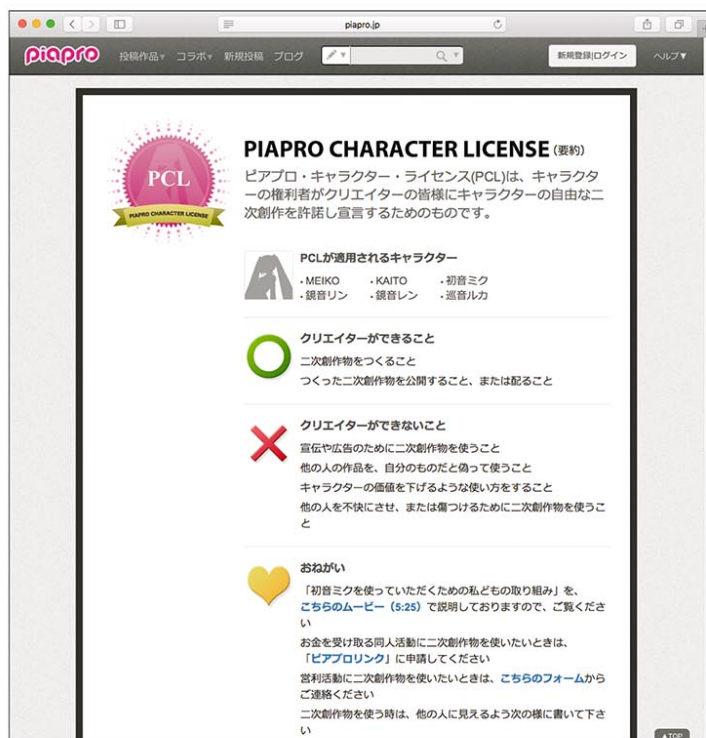 piapro.jp
piapro 投稿作品▼ コラボ▼ 新規投稿 ブログ 新規登録|ログイン ヘルプ▼
PCL
PIAPRO CHARACTER LICENSE
PIAPRO CHARACTER LICENSE(要約)
ピアプロ・キャラクター・ライセンス(PCL)は、キャラクタ
ーの権利者がクリエイターの皆様にキャラクターの自由な二
次創作を許諾し宣言するためのものです。
PCLが適用されるキャラクター
・MEIKO ・KAITO ・初音ミク
・鏡音リン ・鏡音レン ・巡音ルカ
クリエイターができること
二次創作物をつくること
つくった二次創作物を公開すること、または配ること
クリエイターができないこと
宣伝や広告のために二次創作物を使うこと
他の人の作品を、自分のものだと偽って使うこと
キャラクターの価値を下げるような使い方をすること
他の人を不快にさせ、または傷つけるために二次創作物を使うこ
と
おねがい
「初音ミクを使っていただくための私どもの取り組み」を、
こちらのムービー（5:25）で説明しておりますので、ご覧くださ
い
お金を受け取る同人活動に二次創作物を使いたいときは、
「ピアプロリンク」に申請してください
営利活動に二次創作物を使いたいときは、こちらのフォームから
ご連絡ください
二次創作物を使う時は、他の人に見えるよう次の様に書いて下さ
い
▲TOP